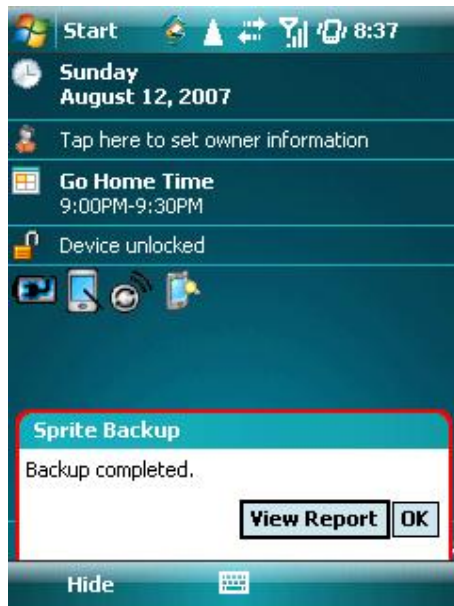 Start 8:37
Sunday
August 12, 2007
Tap here to set owner information
Go Home Time
9:00PM-9:30PM
Device unlocked
Sprite Backup
Backup completed.
View Report OK
Hide